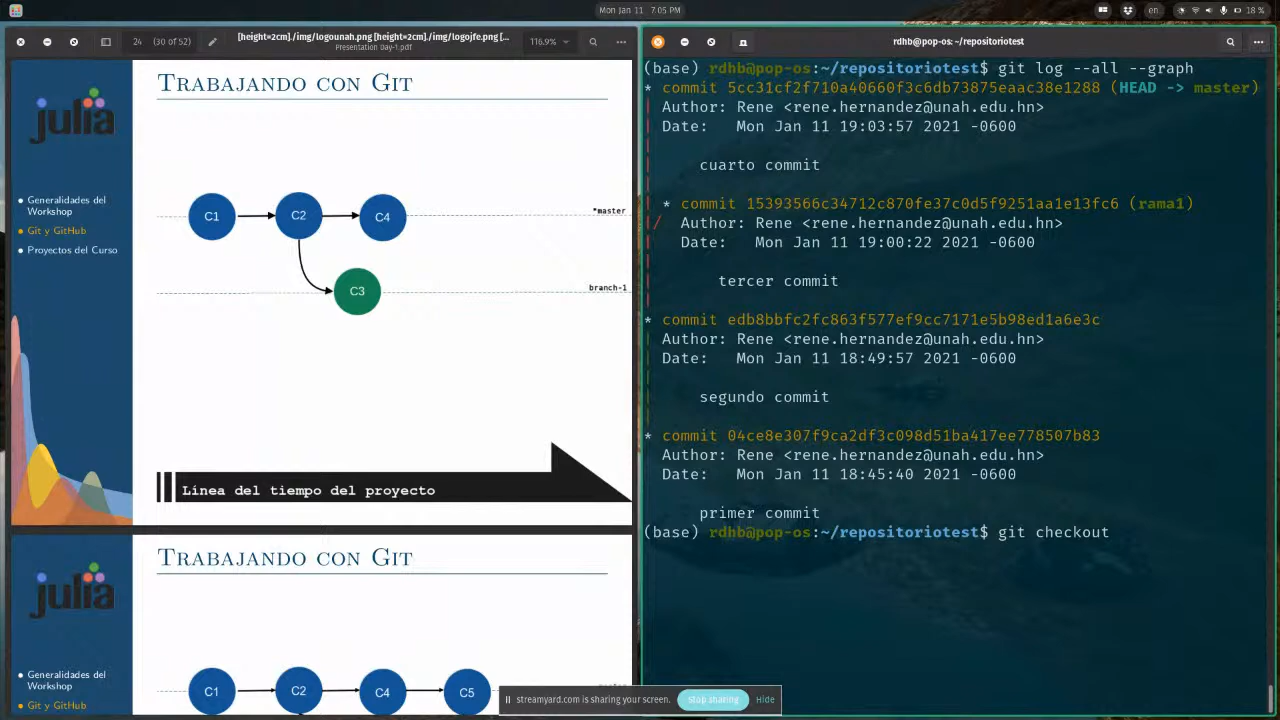 Mon Jan 11   7:05 PM
en
18 %
24
(30 of 52)
[height=2cm]./img/logounah.png [height=2cm]./img/logojfe.png [...
Presentation Day-1.pdf
116,9%
rdhb@pop-os: ~/repositoriotest
TRABAJANDO CON GIT
julia
Generalidades del
Workshop
Git y GitHub
Proyectos del Curso
C1
C2
C4
*master
C3
branch-1
Línea del tiempo del proyecto
TRABAJANDO CON GIT
julia
Generalidades del
Workshop
Git y GitHub
C1
C2
C4
C5
(base) rdhb@pop-os:~/repositoriotest$ git log --all --graph
* commit 5cc31cf2f710a40660f3c6db73875eaac38e1288 (HEAD -> master)
Author: Rene <rene.hernandez@unah.edu.hn>
Date:   Mon Jan 11 19:03:57 2021 -0600
cuarto commit
* commit 15393566c34712c870fe37c0d5f9251aa1e13fc6 (rama1)
/ Author: Rene <rene.hernandez@unah.edu.hn>
Date:   Mon Jan 11 19:00:22 2021 -0600
tercer commit
* commit edb8bbfc2fc863f577ef9cc7171e5b98ed1a6e3c
Author: Rene <rene.hernandez@unah.edu.hn>
Date:   Mon Jan 11 18:49:57 2021 -0600
segundo commit
* commit 04ce8e307f9ca2df3c098d51ba417ee778507b83
Author: Rene <rene.hernandez@unah.edu.hn>
Date:   Mon Jan 11 18:45:40 2021 -0600
primer commit
(base) rdhb@pop-os:~/repositoriotest$ git checkout
streamyard.com is sharing your screen.
Stop sharing
Hide